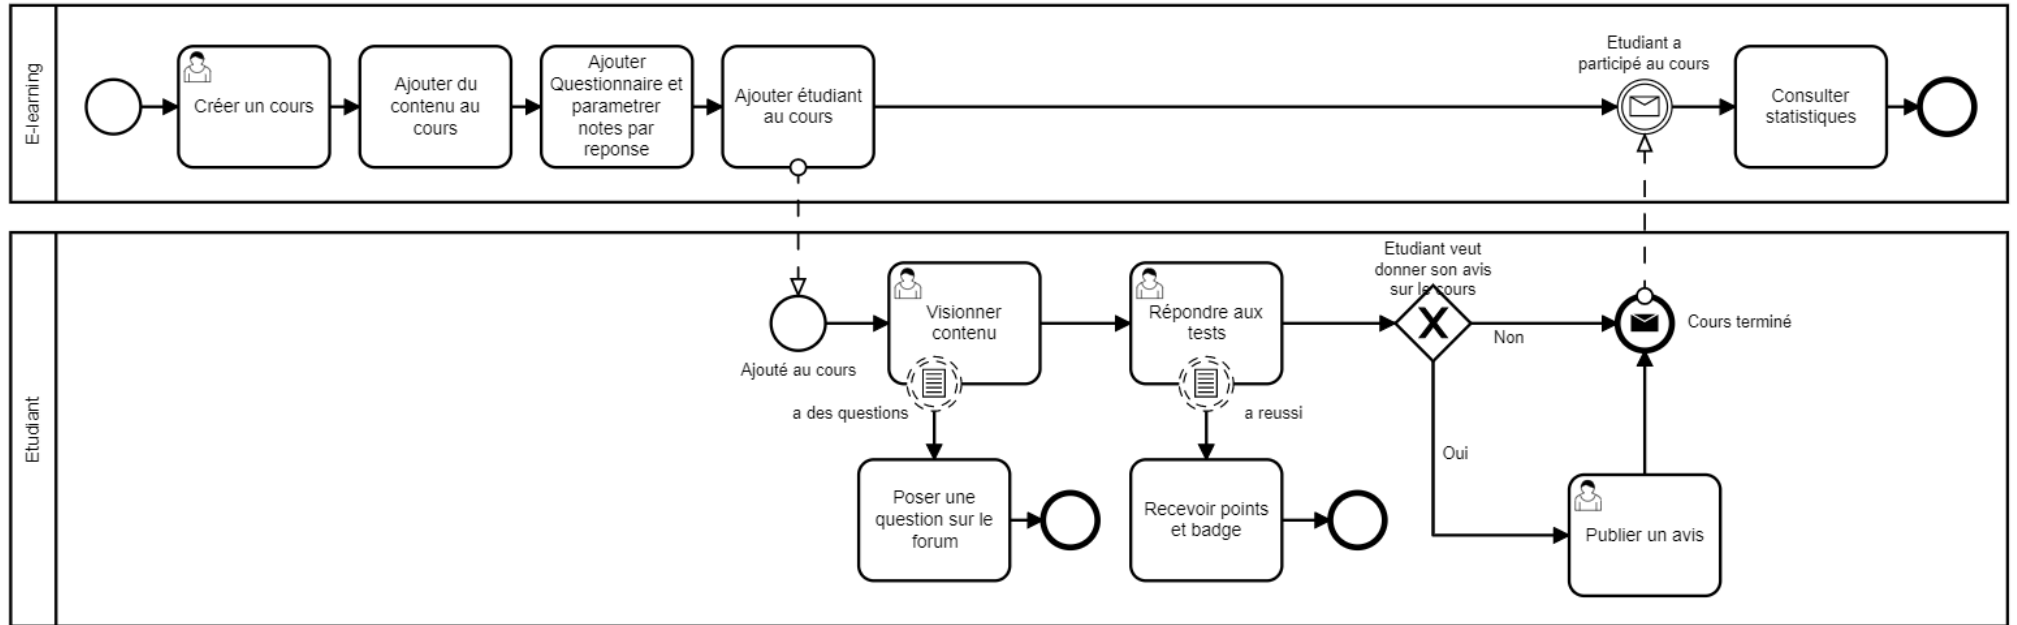 E-learning
Créer un cours
Ajouter du
contenu au
cours
Ajouter
Questionnaire et
parametrer
notes par
reponse
Ajouter étudiant
au cours
Etudiant a
participé au cours
Consulter
statistiques
Etudiant
Ajouté au cours
Visionner
contenu
a des questions
Poser une
question sur le
forum
Répondre aux
tests
a reussi
Recevoir points
et badge
Etudiant veut
donner son avis
sur le cours
Non
Oui
Publier un avis
Cours terminé